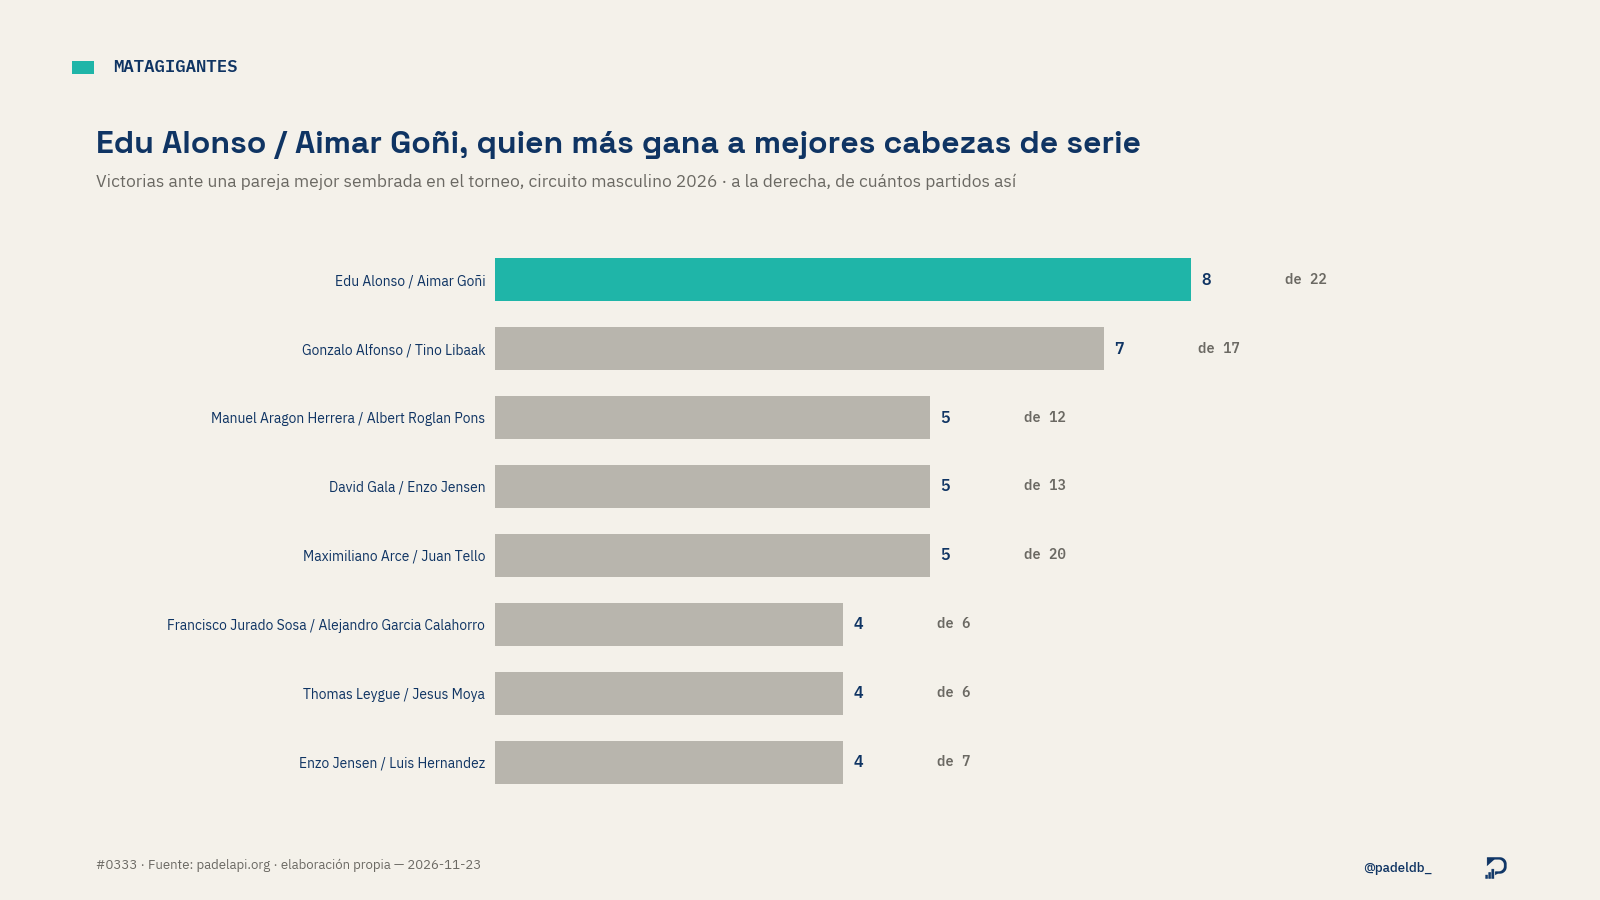 MATAGIGANTES
Edu Alonso / Aimar Goñi, quien más gana a mejores cabezas de serie
Victorias ante una pareja mejor sembrada en el torneo, circuito masculino 2026 · a la derecha, de cuántos partidos así
Edu Alonso / Aimar Goñi 8 de 22
Gonzalo Alfonso / Tino Libaak 7 de 17
Manuel Aragon Herrera / Albert Roglan Pons 5 de 12
David Gala / Enzo Jensen 5 de 13
Maximiliano Arce / Juan Tello 5 de 20
Francisco Jurado Sosa / Alejandro Garcia Calahorro 4 de 6
Thomas Leygue / Jesus Moya 4 de 6
Enzo Jensen / Luis Hernandez 4 de 7
#0333 · Fuente: padelapi.org · elaboración propia — 2026-11-23
@padeldb_